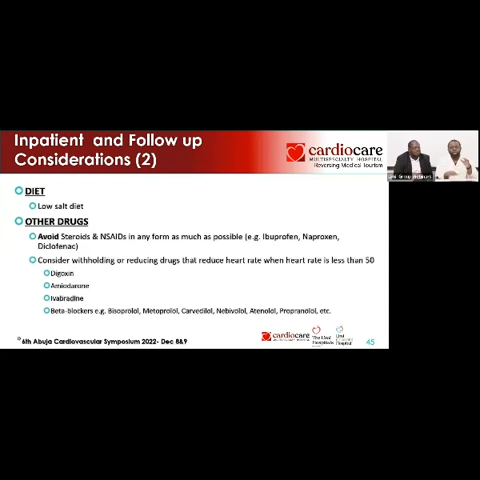 Inpatient and Follow up
Considerations (2)
cardiocare
MULTISPECIALTY HOSPITAL
Reversing Medical Tourism
DIET
Low salt diet
OTHER DRUGS
Avoid Steroids & NSAIDs in any form as much as possible (e.g. Ibuprofen, Naproxen,
Diclofenac)
Consider withholding or reducing drugs that reduce heart rate when heart rate is less than 50
Digoxin
Amiodarone
Ivabradine
Beta-blockers e.g. Bisoprolol, Metoprolol, Carvedilol, Nebivolol, Atenolol, Propranolol, etc.
6th Abuja Cardiovascular Symposium 2022- Dec 8&9
cardiocare
45